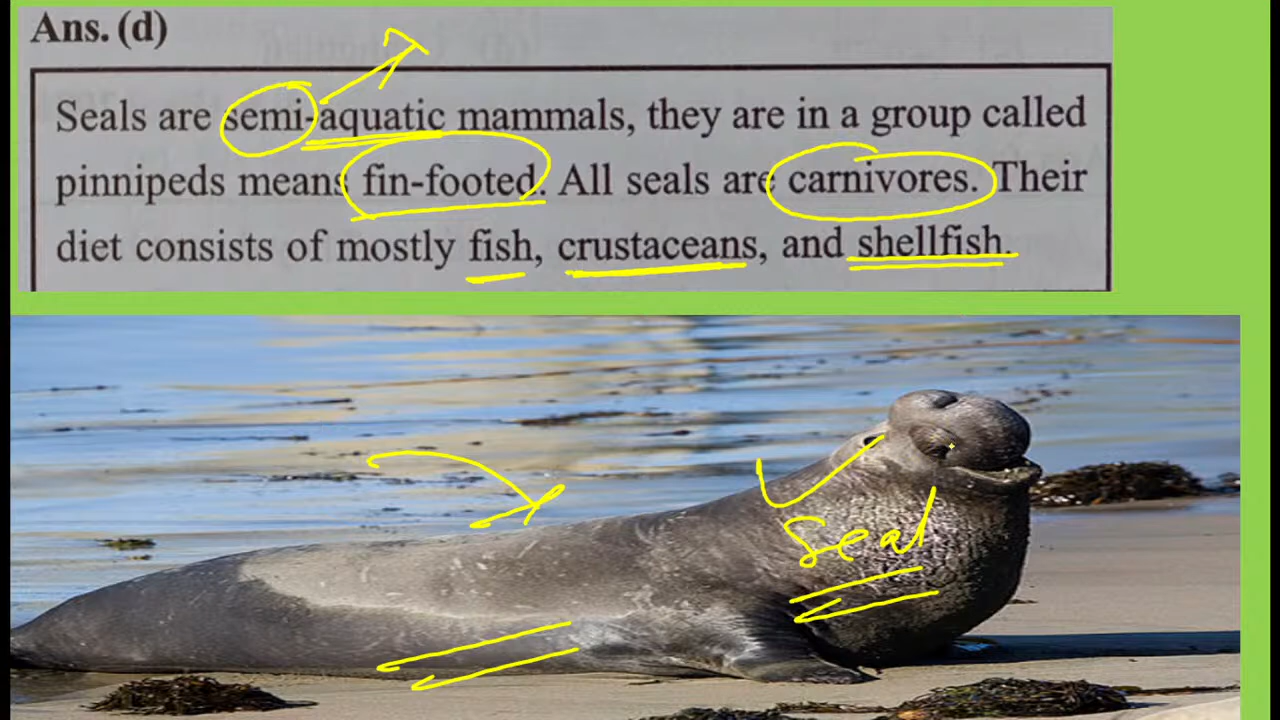 Ans. (d)
Seals are semi-aquatic mammals, they are in a group called
pinnipeds means fin-footed. All seals are carnivores. Their
diet consists of mostly fish, crustaceans, and shellfish.
Seal